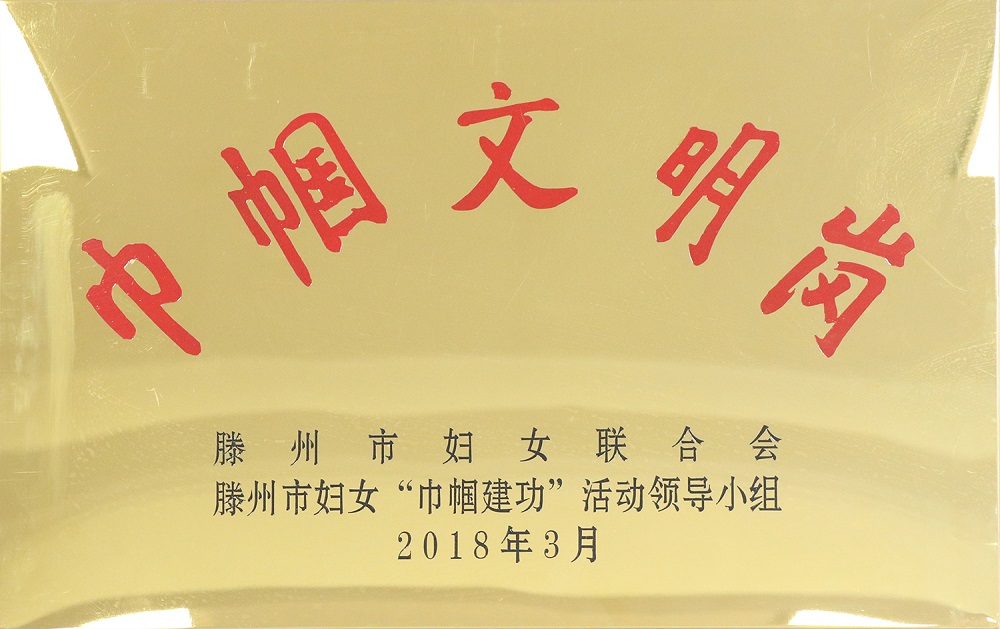 巾帼文明岗
滕州市妇女联合会
滕州市妇女“巾帼建功”活动领导小组
2018年3月